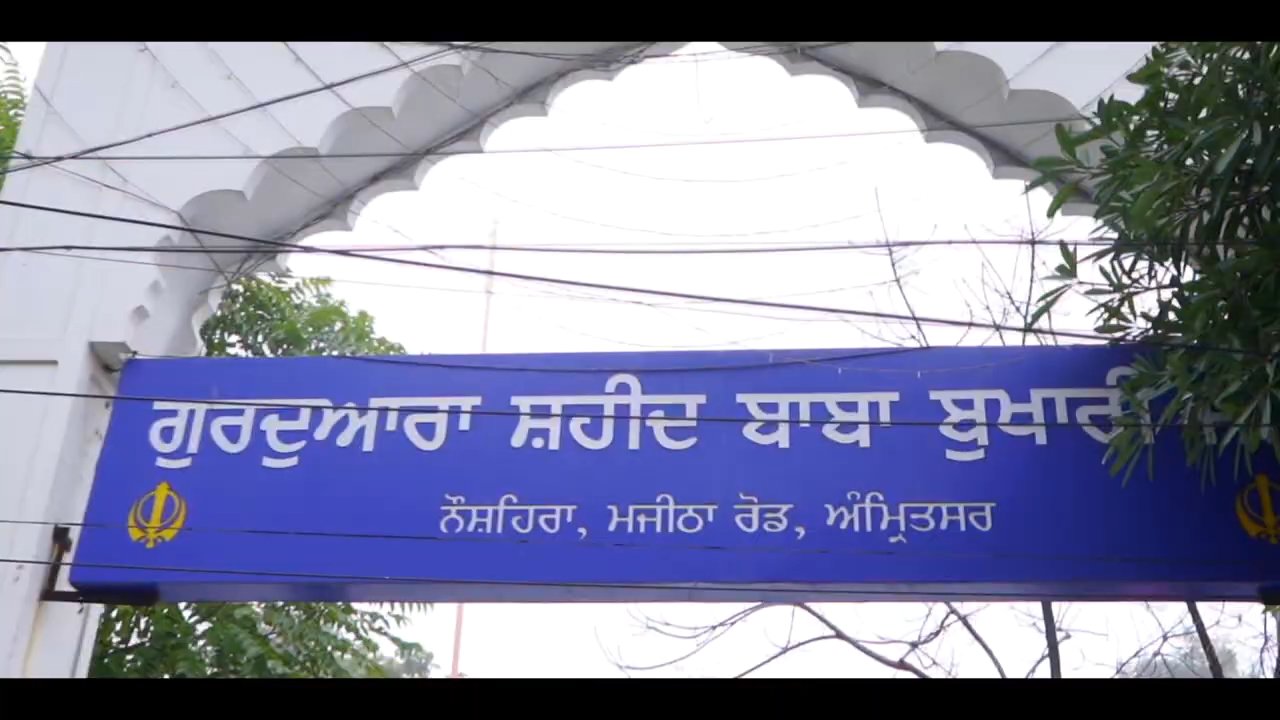 ਗੁਰਦੁਆਰਾ ਸ਼ਹੀਦ ਬਾਬਾ ਬੁਖਾਰੀ
ਨੌਸ਼ਹਿਰਾ, ਮਜੀਠਾ ਰੋਡ, ਅੰਮ੍ਰਿਤਸਰ